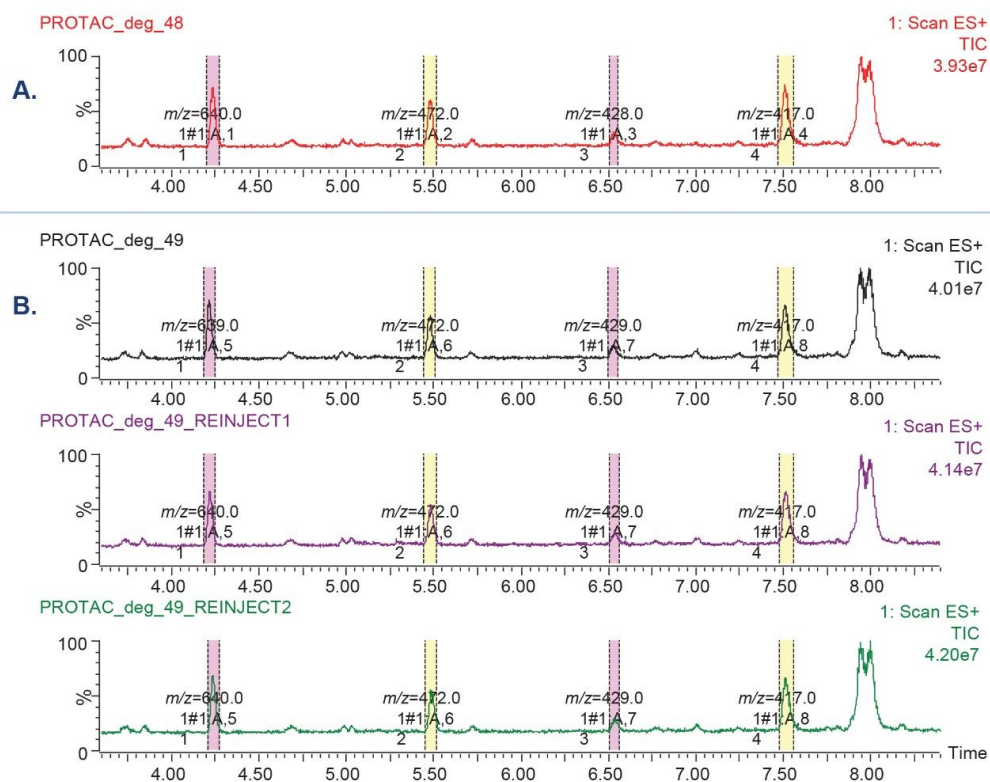 PROTAC_deg_48
1: Scan ES+
TIC
3.93e7
A.
100
%
0
m/z=640.0 m/z=472.0 m/z=428.0 m/z=417.0
1#1,A,1 1#1,A,2 1#1,A,3 1#1,A,4
1 2 3 4
4.00 4.50 5.00 5.50 6.00 6.50 7.00 7.50 8.00
PROTAC_deg_49
1: Scan ES+
TIC
4.01e7
B.
100
%
0
m/z=639.0 m/z=472.0 m/z=429.0 m/z=417.0
1#1,A,5 1#1,A,6 1#1,A,7 1#1,A,8
1 2 3 4
4.00 4.50 5.00 5.50 6.00 6.50 7.00 7.50 8.00
PROTAC_deg_49_REINJECT1
1: Scan ES+
TIC
4.14e7
100
%
0
m/z=640.0 m/z=472.0 m/z=429.0 m/z=417.0
1#1,A,5 1#1,A,6 1#1,A,7 1#1,A,8
1 2 3 4
4.00 4.50 5.00 5.50 6.00 6.50 7.00 7.50 8.00
PROTAC_deg_49_REINJECT2
1: Scan ES+
TIC
4.20e7
100
%
0
m/z=640.0 m/z=472.0 m/z=429.0 m/z=417.0
1#1,A,5 1#1,A,6 1#1,A,7 1#1,A,8
1 2 3 4
Time
4.00 4.50 5.00 5.50 6.00 6.50 7.00 7.50 8.00